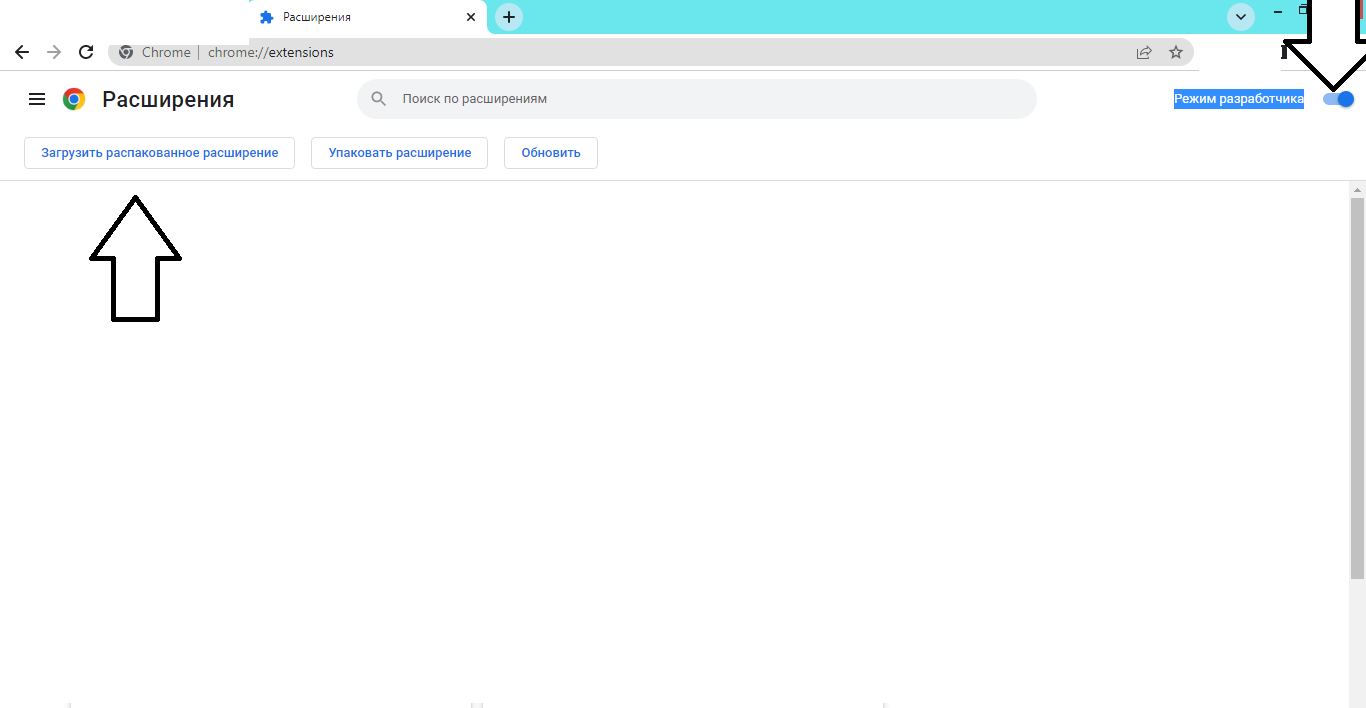 Расширения
Chrome | chrome://extensions
Расширения
Поиск по расширениям
Режим разработчика
Загрузить распакованное расширение
Упаковать расширение
Обновить